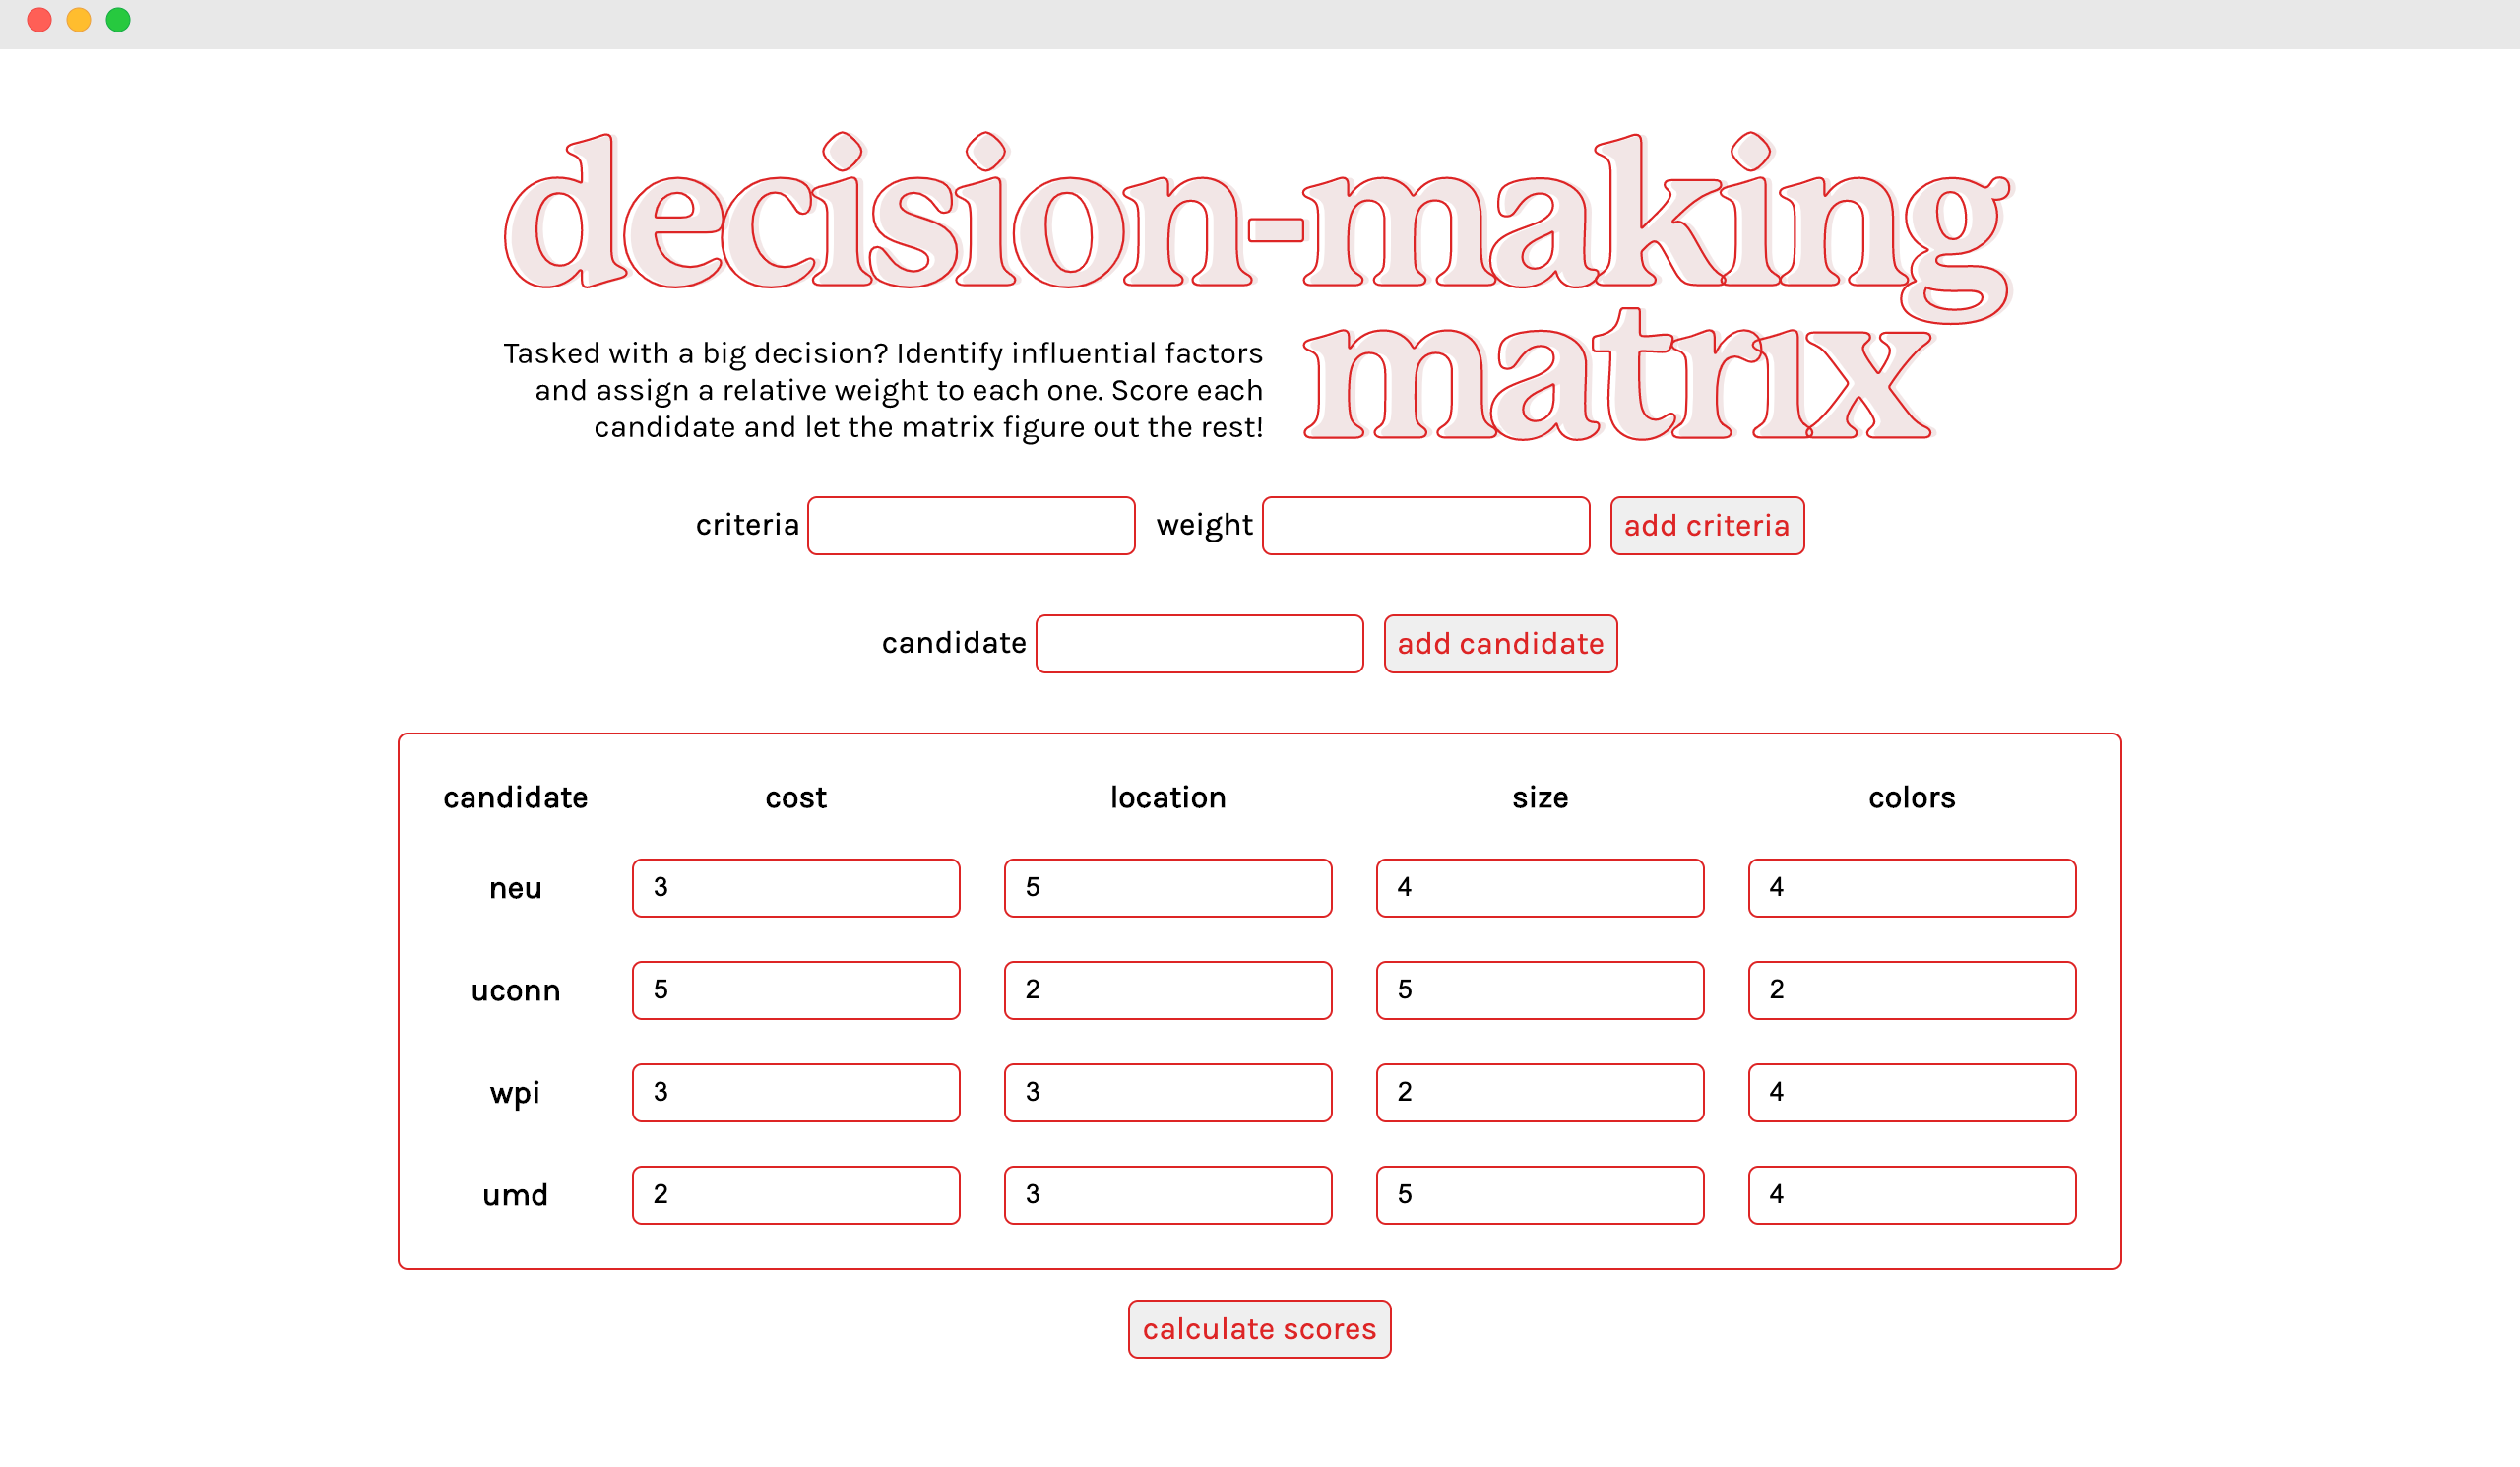 decision-making
matrix
Tasked with a big decision? Identify influential factors
and assign a relative weight to each one. Score each
candidate and let the matrix figure out the rest!
criteria weight add criteria
candidate add candidate
candidate cost location size colors
neu 3 5 4 4
uconn 5 2 5 2
wpi 3 3 2 4
umd 2 3 5 4
calculate scores